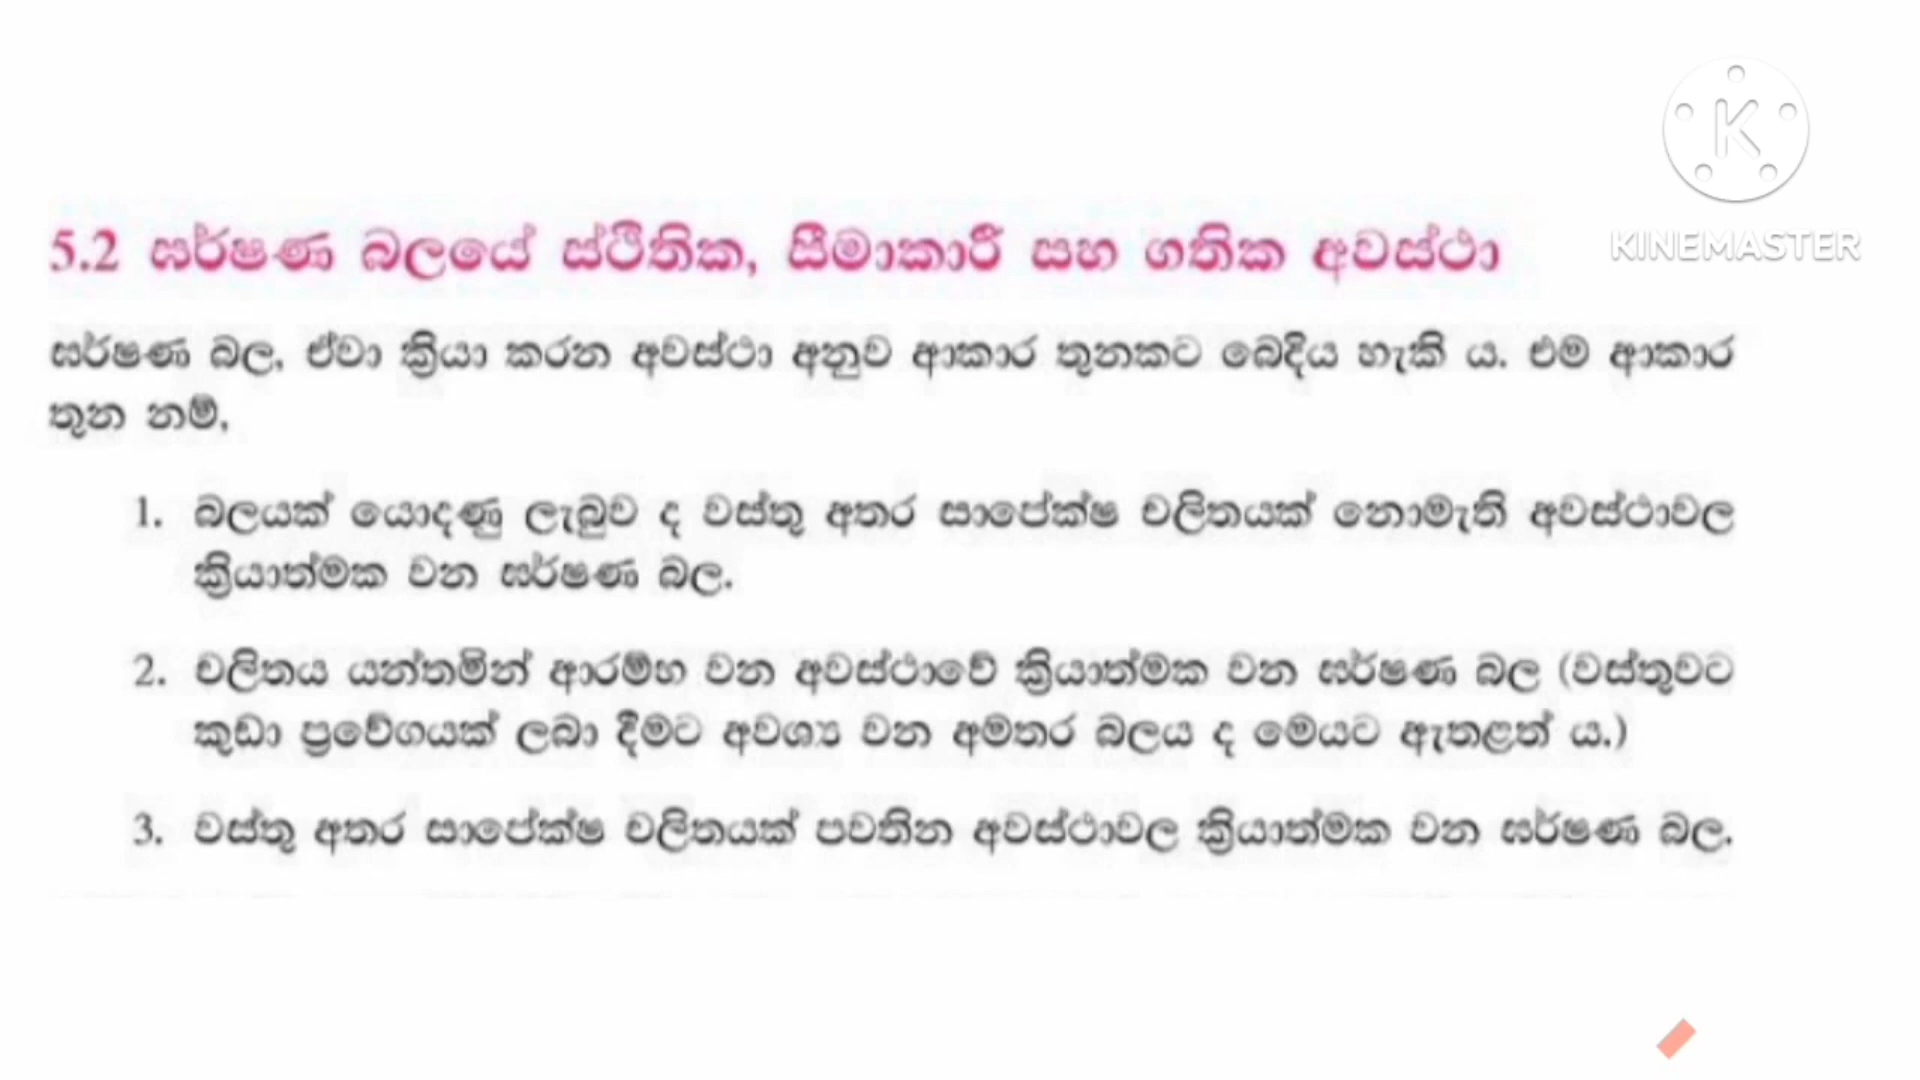 KINEMASTER
5.2 ඝර්ෂණ බලයේ ස්ථිතික, සීමාකාරී සහ ගතික අවස්ථා
ඝර්ෂණ බල, ඒවා ක්‍රියා කරන අවස්ථා අනුව ආකාර තුනකට බෙදිය හැකි ය. එම ආකාර
තුන නම්,
1. බලයක් යොදණු ලැබුව ද වස්තු අතර සාපේක්ෂ චලිතයක් නොමැති අවස්ථාවල
ක්‍රියාත්මක වන ඝර්ෂණ බල.
2. චලිතය යන්තමින් ආරම්භ වන අවස්ථාවේ ක්‍රියාත්මක වන ඝර්ෂණ බල (වස්තුවට
කුඩා ප්‍රවේගයක් ලබා දීමට අවශ්‍ය වන අමතර බලය ද මෙයට ඇතළත් ය.)
3. වස්තු අතර සාපේක්ෂ චලිතයක් පවතින අවස්ථාවල ක්‍රියාත්මක වන ඝර්ෂණ බල.